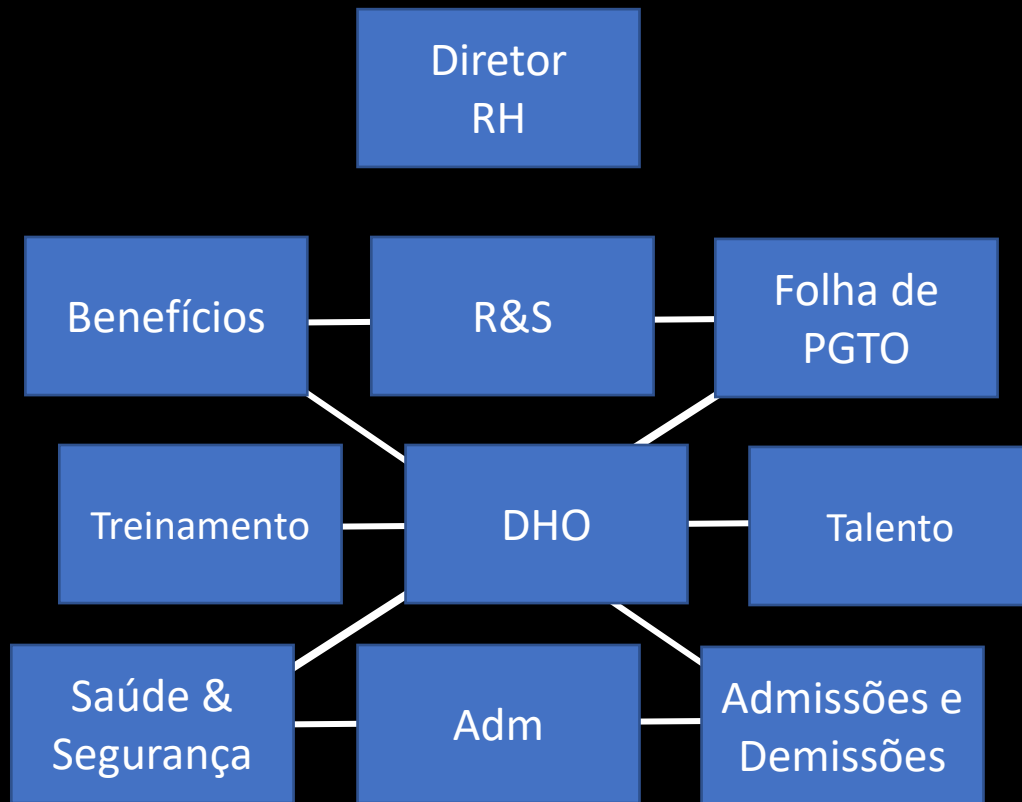 Diretor
RH
Benefícios
R&S
Folha de
PGTO
Treinamento
DHO
Talento
Saúde &
Segurança
Adm
Admissões e
Demissões